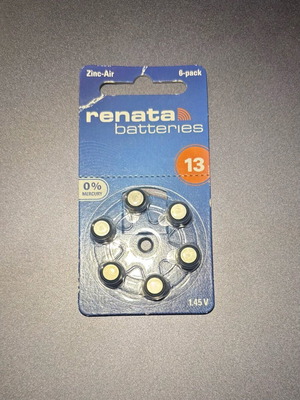 Zinc-Air 6-pack
renata
batteries
13
0%
MERCURY
1.45 V